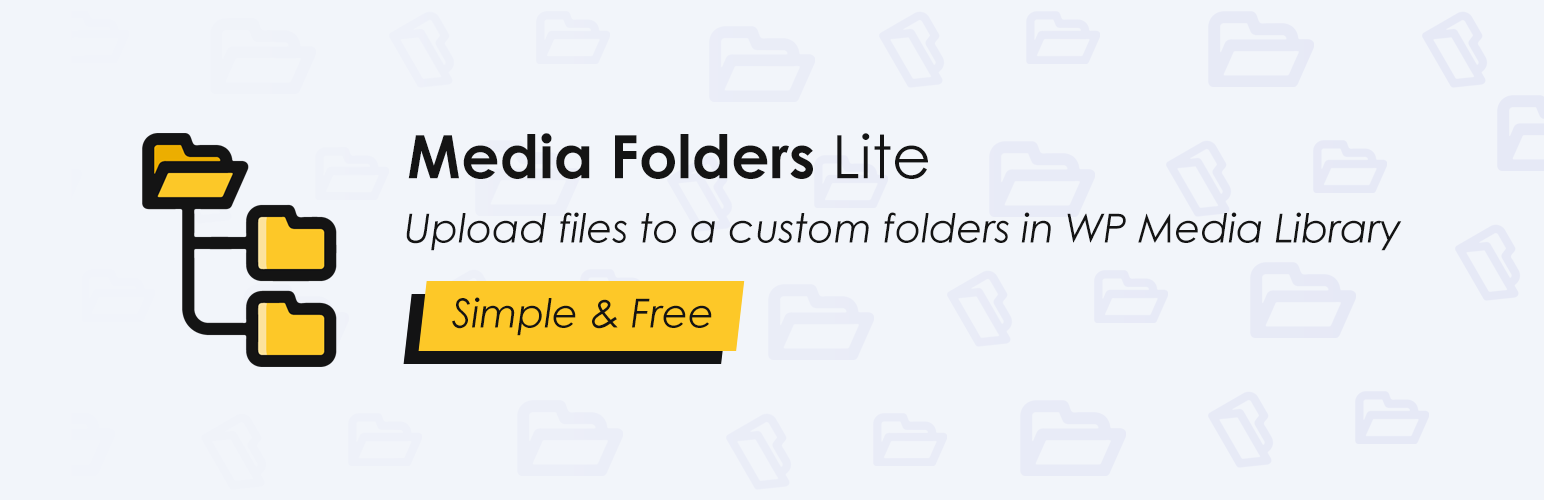 Media Folders Lite
Upload files to a custom folders in WP Media Library
Simple & Free